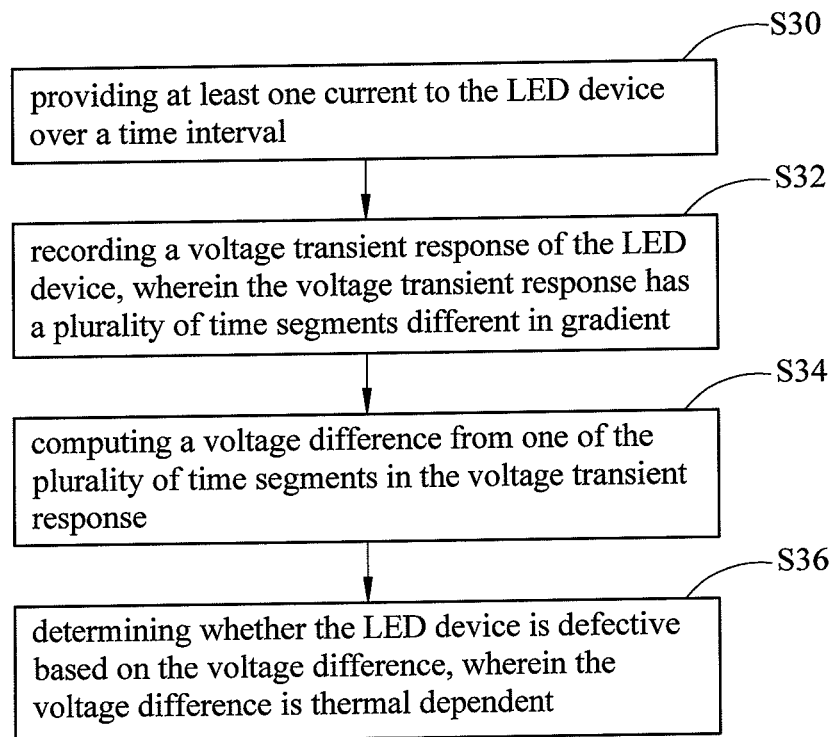 S30
providing at least one current to the LED device
over a time interval
S32
recording a voltage transient response of the LED
device, wherein the voltage transient response has
a plurality of time segments different in gradient
S34
computing a voltage difference from one of the
plurality of time segments in the voltage transient
response
S36
determining whether the LED device is defective
based on the voltage difference, wherein the
voltage difference is thermal dependent